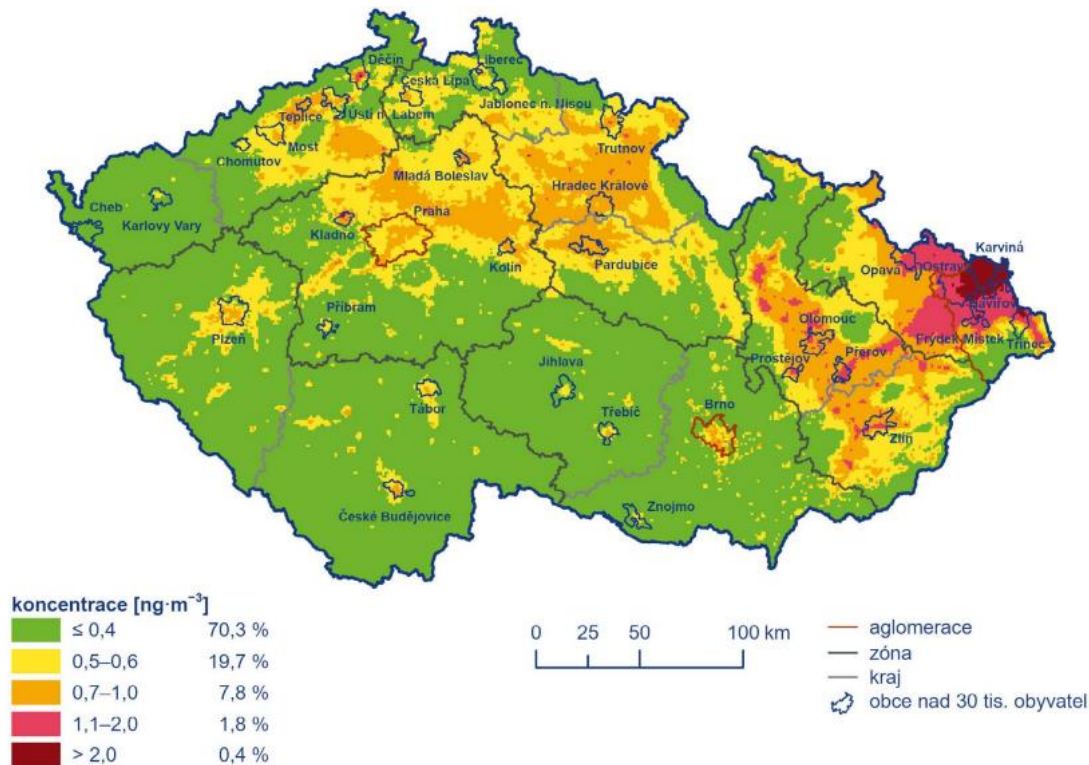 Děčín
Liberec
Česká Lípa
Jablonec n. Nisou
Teplice
Ústí n. Labem
Most
Chomutov
Trutnov
Mladá Boleslav
Hradec Králové
Cheb
Karlovy Vary
Praha
Kladno
Kolín
Pardubice
Karviná
Opava
Ostrava
Havířov
Příbram
Plzeň
Olomouc
Frýdek-Místek
Třinec
Prostějov
Přerov
Jihlava
Tábor
Třebíč
Brno
Zlín
České Budějovice
Znojmo
koncentrace [ng·m⁻³]
≤ 0,4 70,3 %
0,5–0,6 19,7 %
0,7–1,0 7,8 %
1,1–2,0 1,8 %
> 2,0 0,4 %
0 25 50 100 km
aglomerace
zóna
kraj
obce nad 30 tis. obyvatel